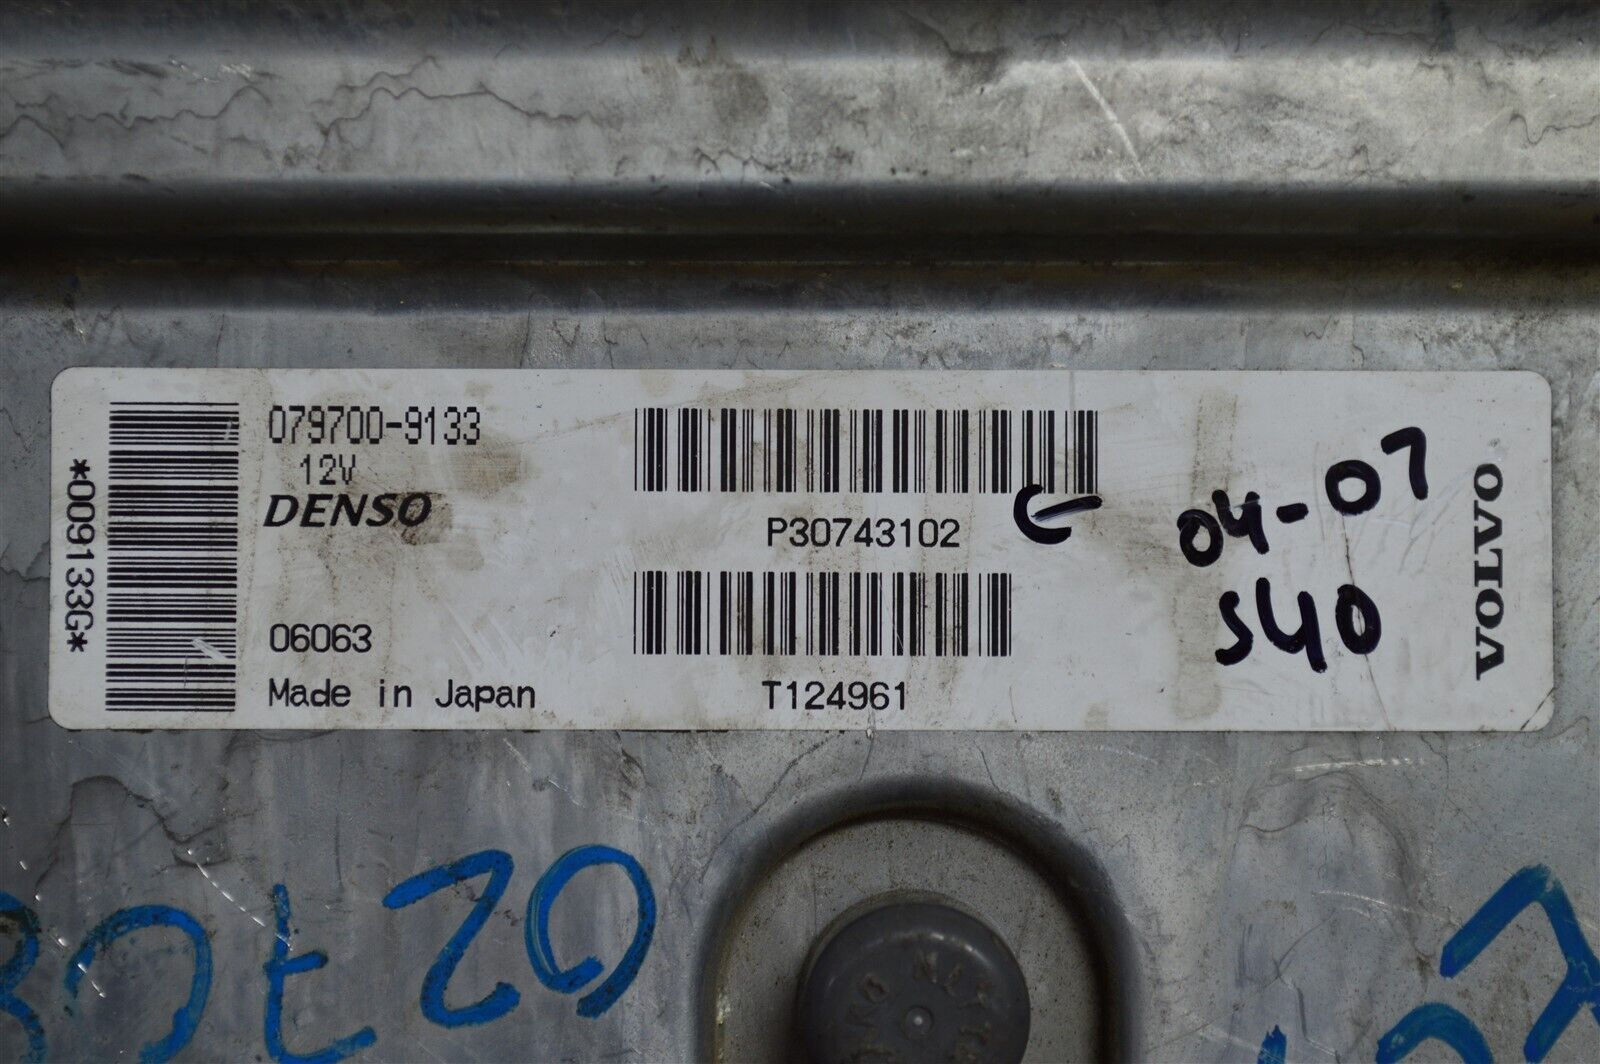 *009133G*
079700-9133
12V
DENSO
06063
Made in Japan
P30743102
T124961
04-07
S40
VOLVO